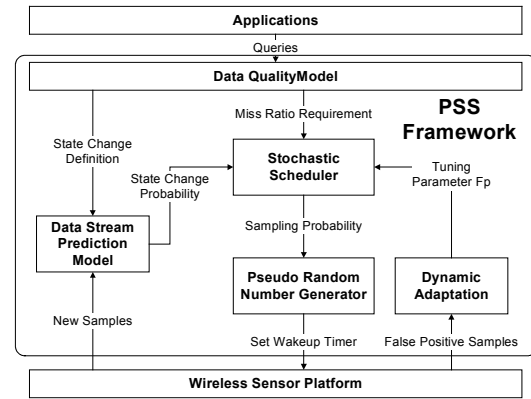 Applications
Queries
Data QualityModel
Miss Ratio Requirement
PSS
Framework
State Change
Definition
State Change
Probability
Stochastic
Scheduler
Tuning
Parameter Fp
Data Stream
Prediction
Model
Sampling Probability
Pseudo Random
Number Generator
Dynamic
Adaptation
New Samples
Set Wakeup Timer
False Positive Samples
Wireless Sensor Platform